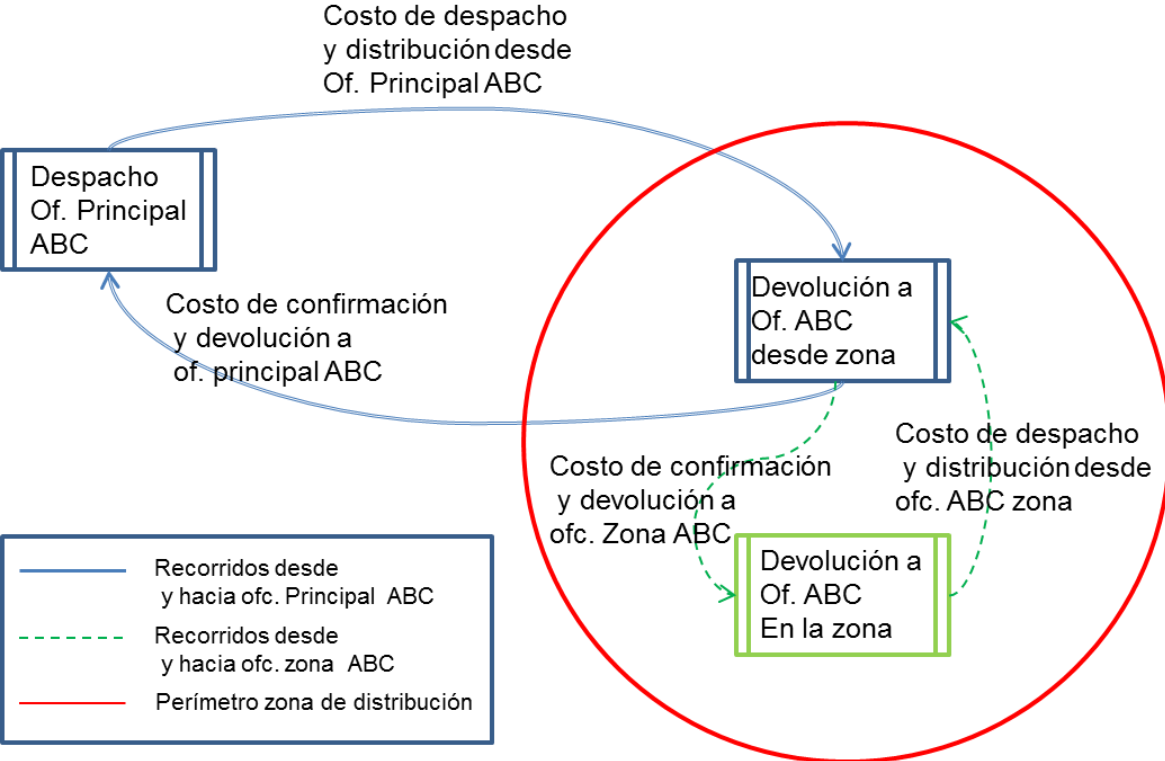 Costo de despacho
y distribución desde
Of. Principal ABC
Despacho
Of. Principal
ABC
Costo de confirmación
y devolución a
of. principal ABC
Devolución a
Of. ABC
desde zona
Costo de despacho
y distribución desde
ofc. ABC zona
Costo de confirmación
y devolución a
ofc. Zona ABC
Devolución a
Of. ABC
En la zona
Recorridos desde
y hacia ofc. Principal ABC
Recorridos desde
y hacia ofc. zona ABC
Perímetro zona de distribución